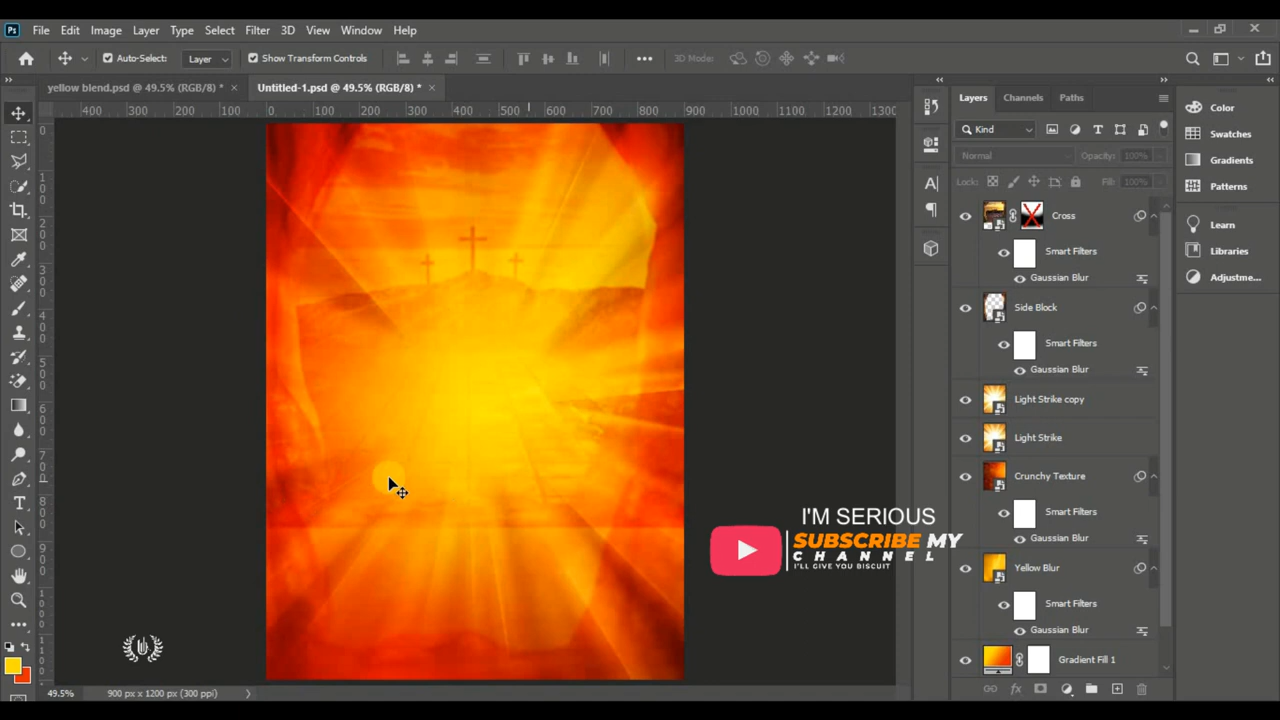 Ps File Edit Image Layer Type Select Filter 3D View Window Help
Auto-Select: Layer Show Transform Controls 3D Mode:
yellow blend.psd @ 49.5% (RGB/8) * × Untitled-1.psd @ 49.5% (RGB/8) * ×
400 300 200 100 0 100 200 300 400 500 600 700 800 900 1000 1100 1200 1300
Layers Channels Paths
Kind
Normal Opacity: 100%
Lock: Fill: 100%
Cross
Smart Filters
Gaussian Blur
Side Block
Smart Filters
Gaussian Blur
Light Strike copy
Light Strike
Crunchy Texture
Smart Filters
Gaussian Blur
Yellow Blur
Smart Filters
Gaussian Blur
Gradient Fill 1
fx
Color
Swatches
Gradients
Patterns
Learn
Libraries
Adjustme...
I'M SERIOUS
SUBSCRIBE MY
CHANNEL
I'LL GIVE YOU BISCUIT
49.5% 900 px x 1200 px (300 ppi)